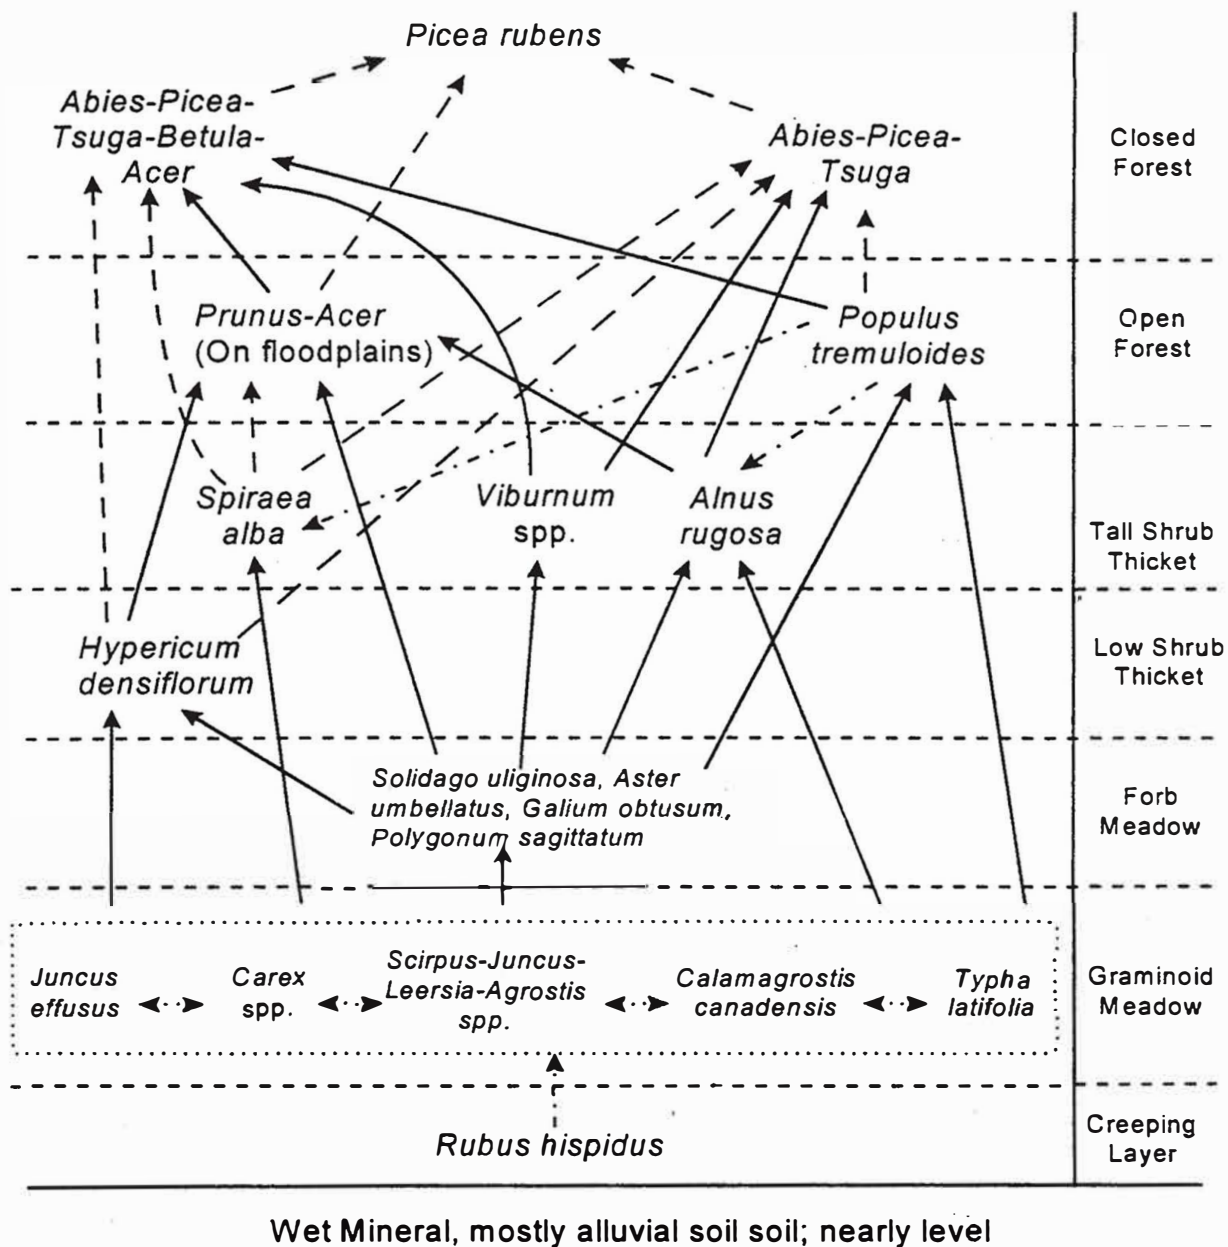 Picea rubens
Abies-Picea-
Tsuga-Betula-
Acer
Abies-Picea-
Tsuga
Closed
Forest
Prunus-Acer
(On floodplains)
Populus
tremuloides
Open
Forest
Spiraea
alba
Viburnum
spp.
Alnus
rugosa
Tall Shrub
Thicket
Hypericum
densiflorum
Low Shrub
Thicket
Solidago uliginosa, Aster
umbellatus, Galium obtusum,
Polygonum sagittatum
Forb
Meadow
Juncus
effusus
Carex
spp.
Scirpus-Juncus-
Leersia-Agrostis
spp.
Calamagrostis
canadensis
Typha
latifolia
Graminoid
Meadow
Rubus hispidus
Creeping
Layer
Wet Mineral, mostly alluvial soil soil; nearly level